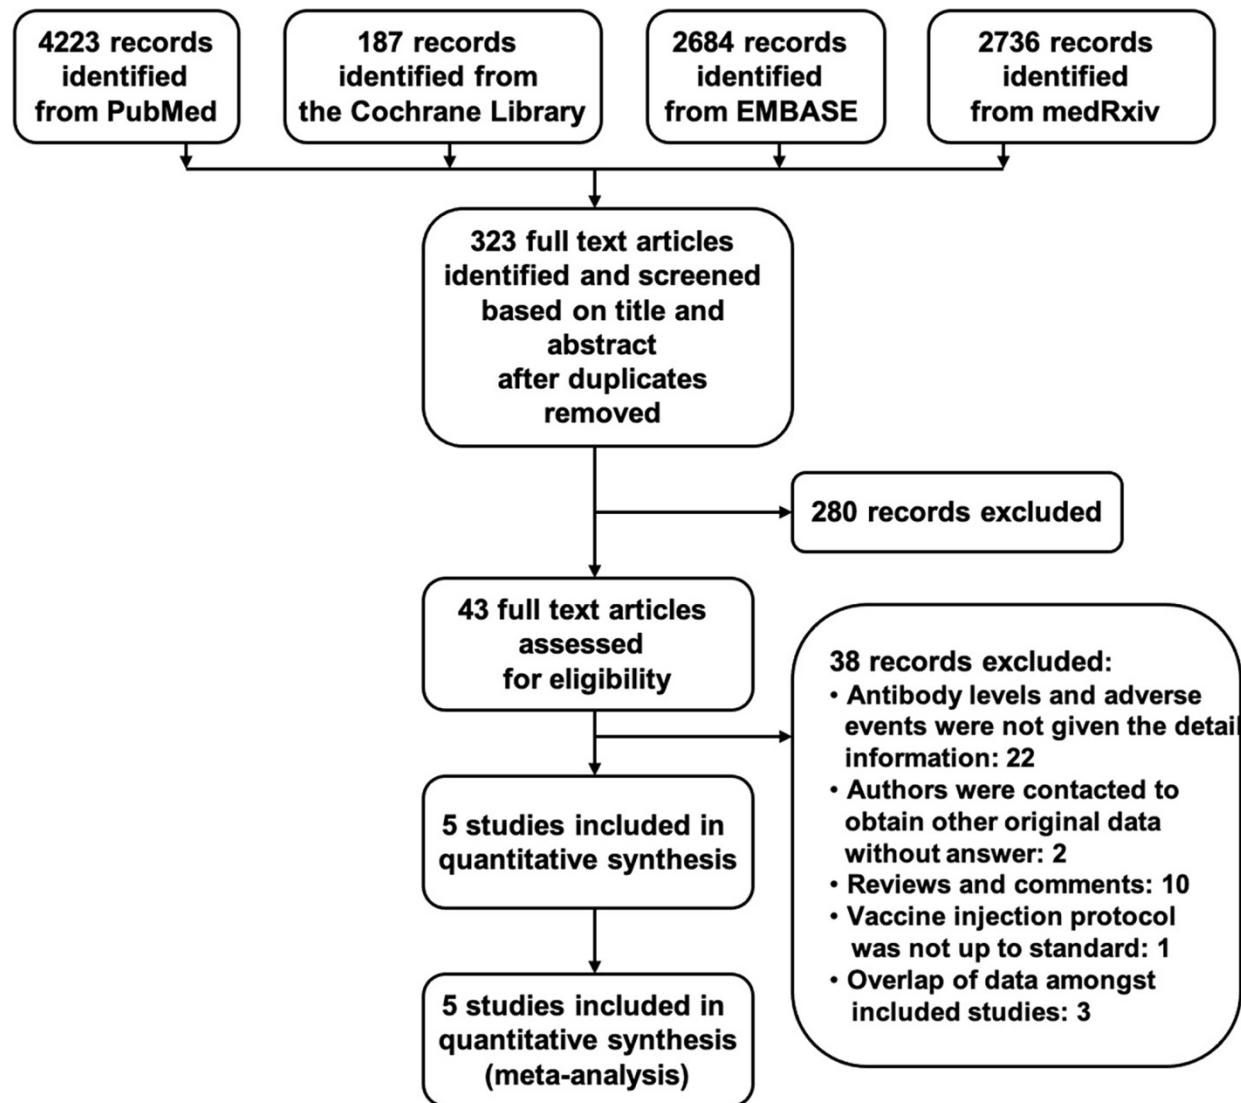 4223 records
identified
from PubMed
187 records
identified from
the Cochrane Library
2684 records
identified
from EMBASE
2736 records
identified
from medRxiv
323 full text articles
identified and screened
based on title and
abstract
after duplicates
removed
280 records excluded
43 full text articles
assessed
for eligibility
38 records excluded:
• Antibody levels and adverse
events were not given the detail
information: 22
• Authors were contacted to
obtain other original data
without answer: 2
• Reviews and comments: 10
• Vaccine injection protocol
was not up to standard: 1
• Overlap of data amongst
included studies: 3
5 studies included in
quantitative synthesis
5 studies included in
quantitative synthesis
(meta-analysis)